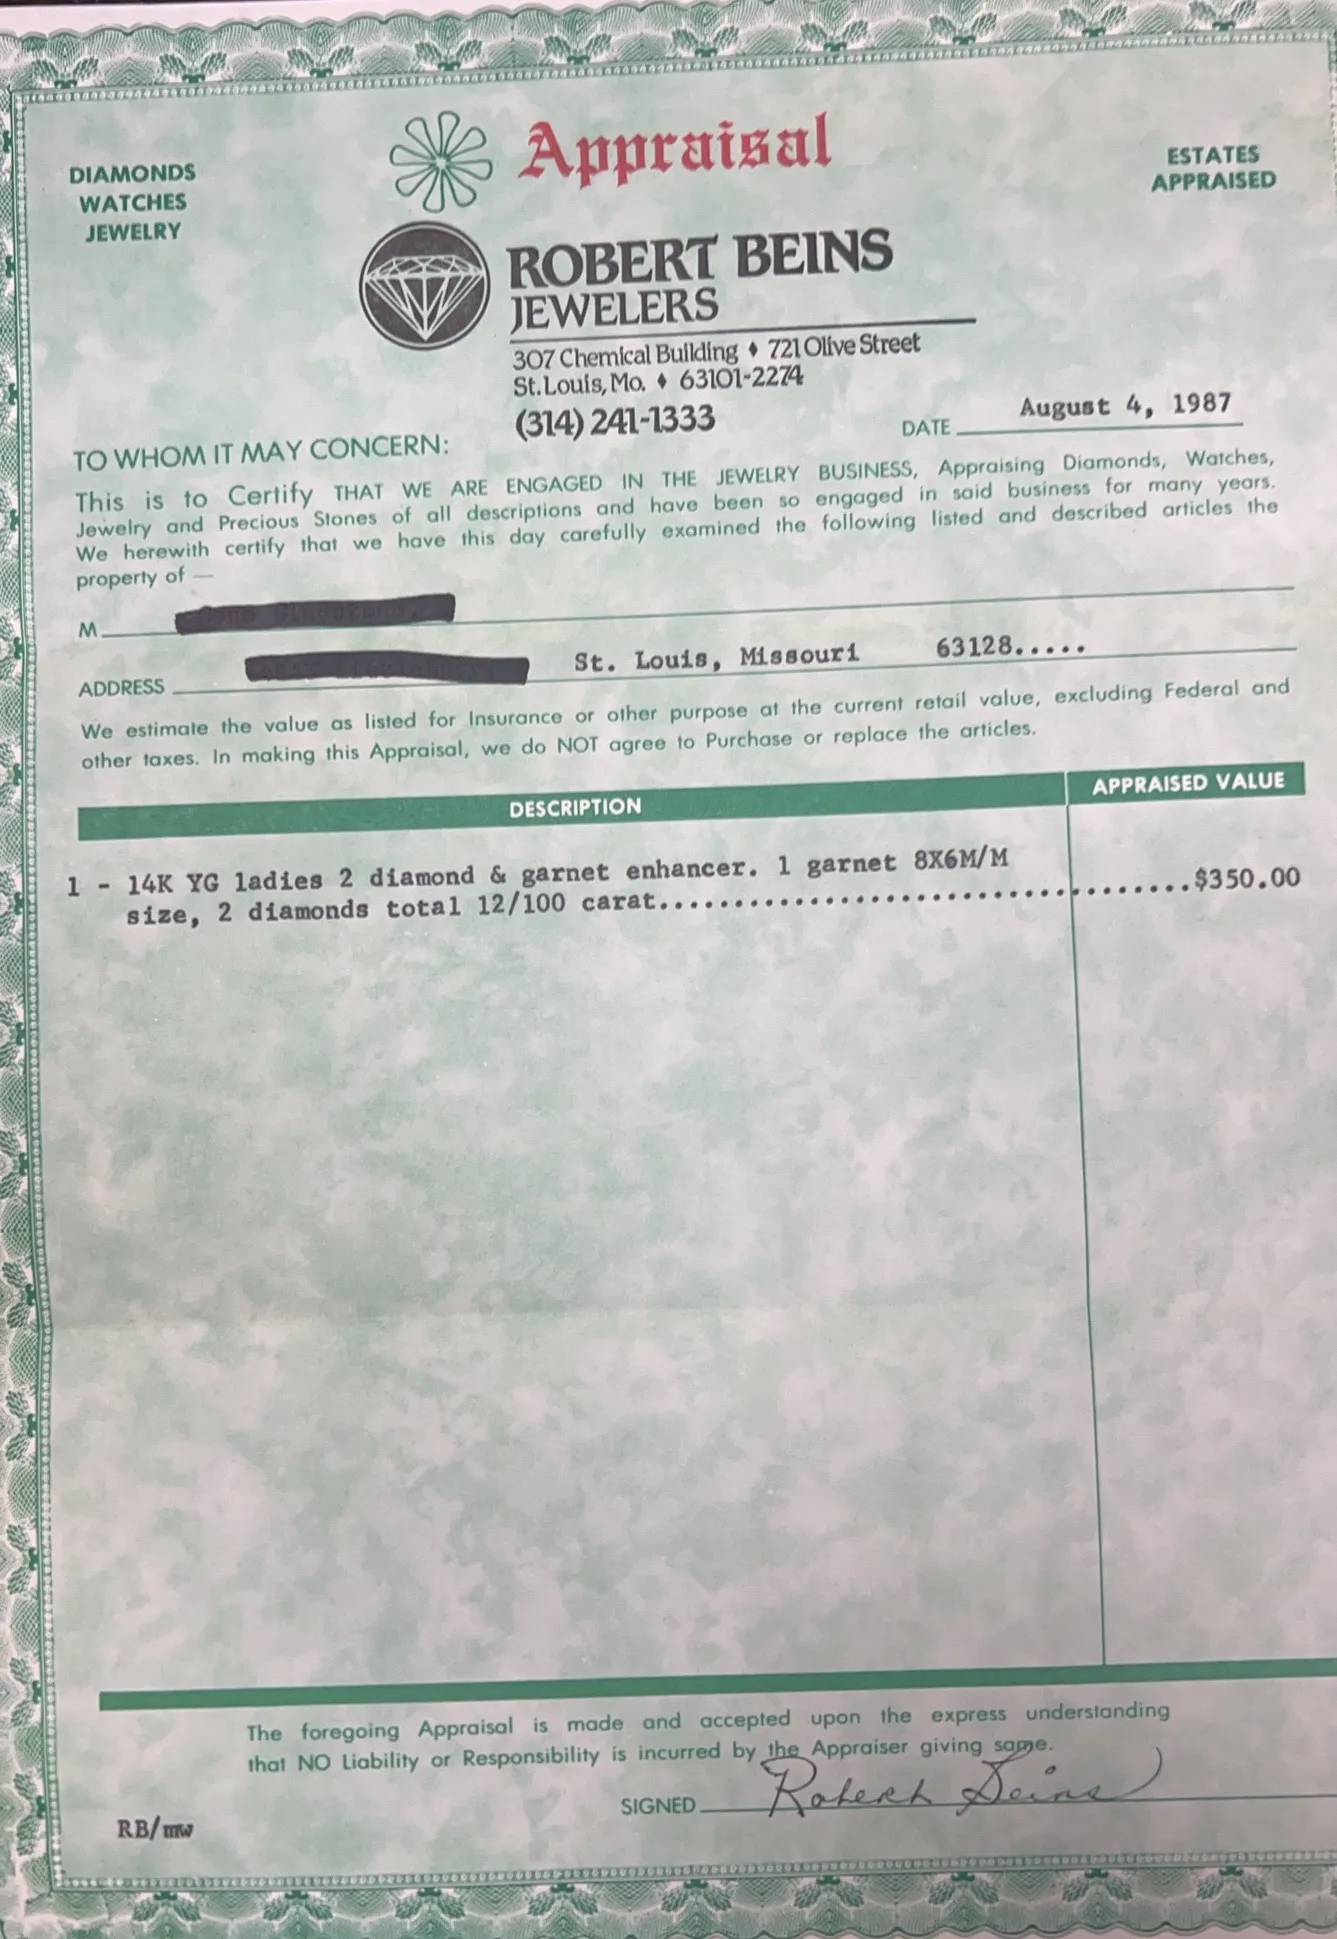 DIAMONDS
WATCHES
JEWELRY
Appraisal
ESTATES
APPRAISED
ROBERT BEINS
JEWELERS
307 Chemical Building ♦ 721 Olive Street
St. Louis, Mo. ♦ 63101-2274
(314) 241-1333
DATE August 4, 1987
TO WHOM IT MAY CONCERN:
This is to Certify THAT WE ARE ENGAGED IN THE JEWELRY BUSINESS, Appraising Diamonds, Watches,
Jewelry and Precious Stones of all descriptions and have been so engaged in said business for many years.
We herewith certify that we have this day carefully examined the following listed and described articles the
property of —
M
ADDRESS St. Louis, Missouri 63128.....
We estimate the value as listed for Insurance or other purpose at the current retail value, excluding Federal and
other taxes. In making this Appraisal, we do NOT agree to Purchase or replace the articles.
DESCRIPTION APPRAISED VALUE
1 - 14K YG ladies 2 diamond & garnet enhancer. 1 garnet 8X6M/M
size, 2 diamonds total 12/100 carat....................................$350.00
The foregoing Appraisal is made and accepted upon the express understanding
that NO Liability or Responsibility is incurred by the Appraiser giving same.
SIGNED Robert Beins
RB/mw